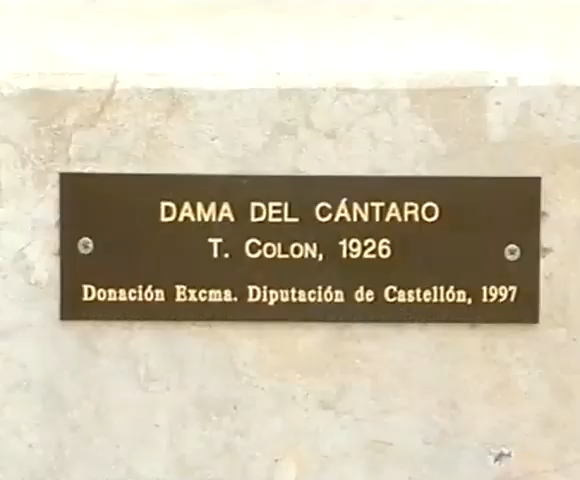 DAMA DEL CÁNTARO
T. COLON, 1926
Donación Excma. Diputación de Castellón, 1997